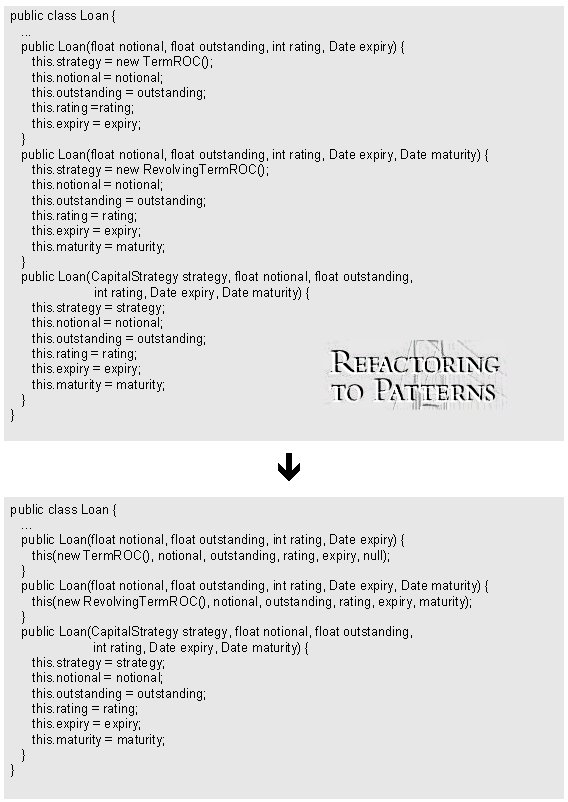 public class Loan {
...
public Loan(float notional, float outstanding, int rating, Date expiry) {
this.strategy = new TermROC();
this.notional = notional;
this.outstanding = outstanding;
this.rating =rating;
this.expiry = expiry;
}
public Loan(float notional, float outstanding, int rating, Date expiry, Date maturity) {
this.strategy = new RevolvingTermROC();
this.notional = notional;
this.outstanding = outstanding;
this.rating = rating;
this.expiry = expiry;
this.maturity = maturity;
}
public Loan(CapitalStrategy strategy, float notional, float outstanding,
int rating, Date expiry, Date maturity) {
this.strategy = strategy;
this.notional = notional;
this.outstanding = outstanding;
this.rating = rating;
this.expiry = expiry;
this.maturity = maturity;
}
}
REFACTORING
TO PATTERNS
public class Loan {
...
public Loan(float notional, float outstanding, int rating, Date expiry) {
this(new TermROC(), notional, outstanding, rating, expiry, null);
}
public Loan(float notional, float outstanding, int rating, Date expiry, Date maturity) {
this(new RevolvingTermROC(), notional, outstanding, rating, expiry, maturity);
}
public Loan(CapitalStrategy strategy, float notional, float outstanding,
int rating, Date expiry, Date maturity) {
this.strategy = strategy;
this.notional = notional;
this.outstanding = outstanding;
this.rating = rating;
this.expiry = expiry;
this.maturity = maturity;
}
}